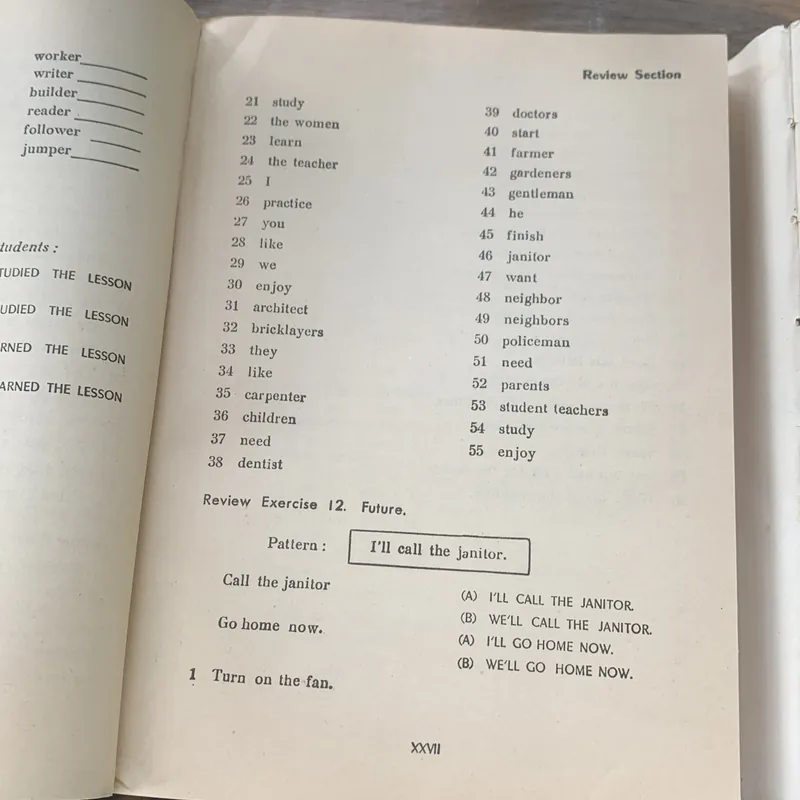 worker
writer
builder
reader
follower
jumper
tudents :
TUDIED THE LESSON
UDIED THE LESSON
RNED THE LESSON
ARNED THE LESSON
Review Section
21 study
22 the women
23 learn
24 the teacher
25 I
26 practice
27 you
28 like
29 we
30 enjoy
31 architect
32 bricklayers
33 they
34 like
35 carpenter
36 children
37 need
38 dentist
39 doctors
40 start
41 farmer
42 gardeners
43 gentleman
44 he
45 finish
46 janitor
47 want
48 neighbor
49 neighbors
50 policeman
51 need
52 parents
53 student teachers
54 study
55 enjoy
Review Exercise 12. Future.
Pattern : I'll call the janitor.
Call the janitor
(A) I'LL CALL THE JANITOR.
(B) WE'LL CALL THE JANITOR.
Go home now.
(A) I'LL GO HOME NOW.
(B) WE'LL GO HOME NOW.
1 Turn on the fan.
XXVII